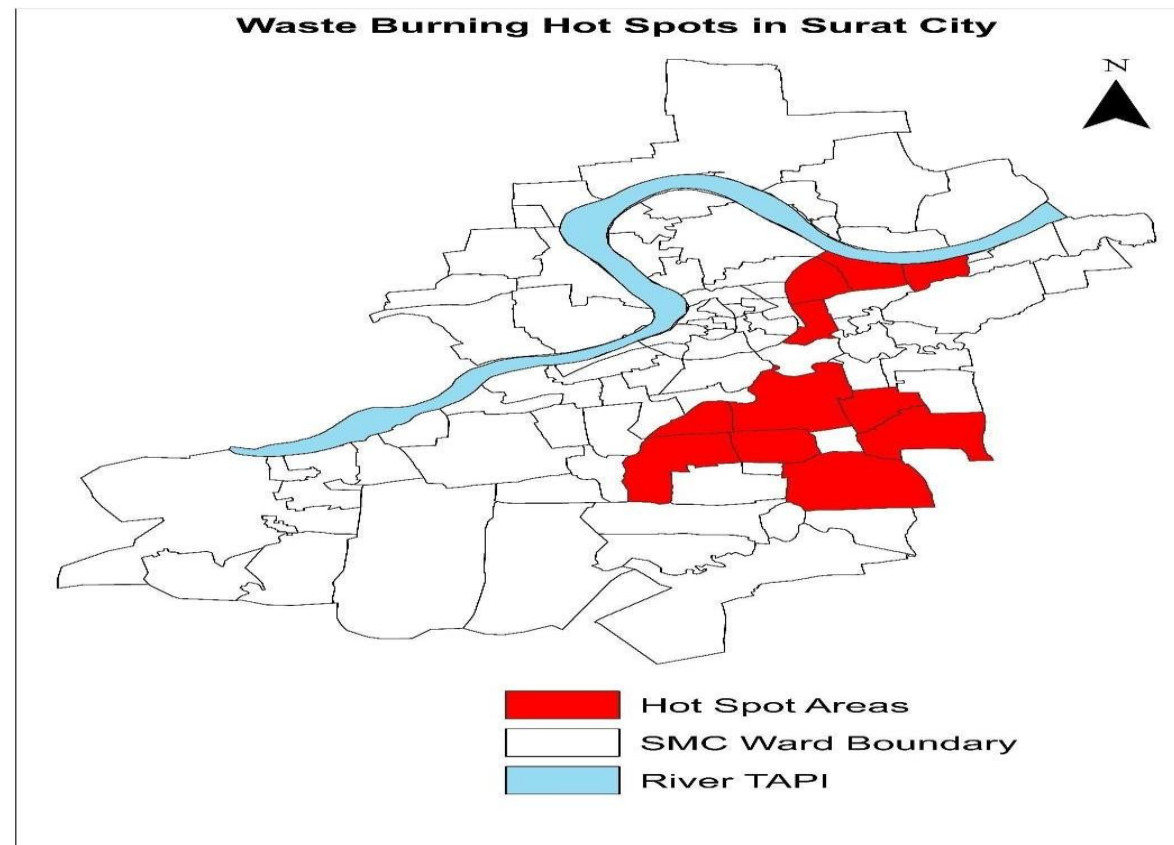 Waste Burning Hot Spots in Surat City
N
Hot Spot Areas
SMC Ward Boundary
River TAPI